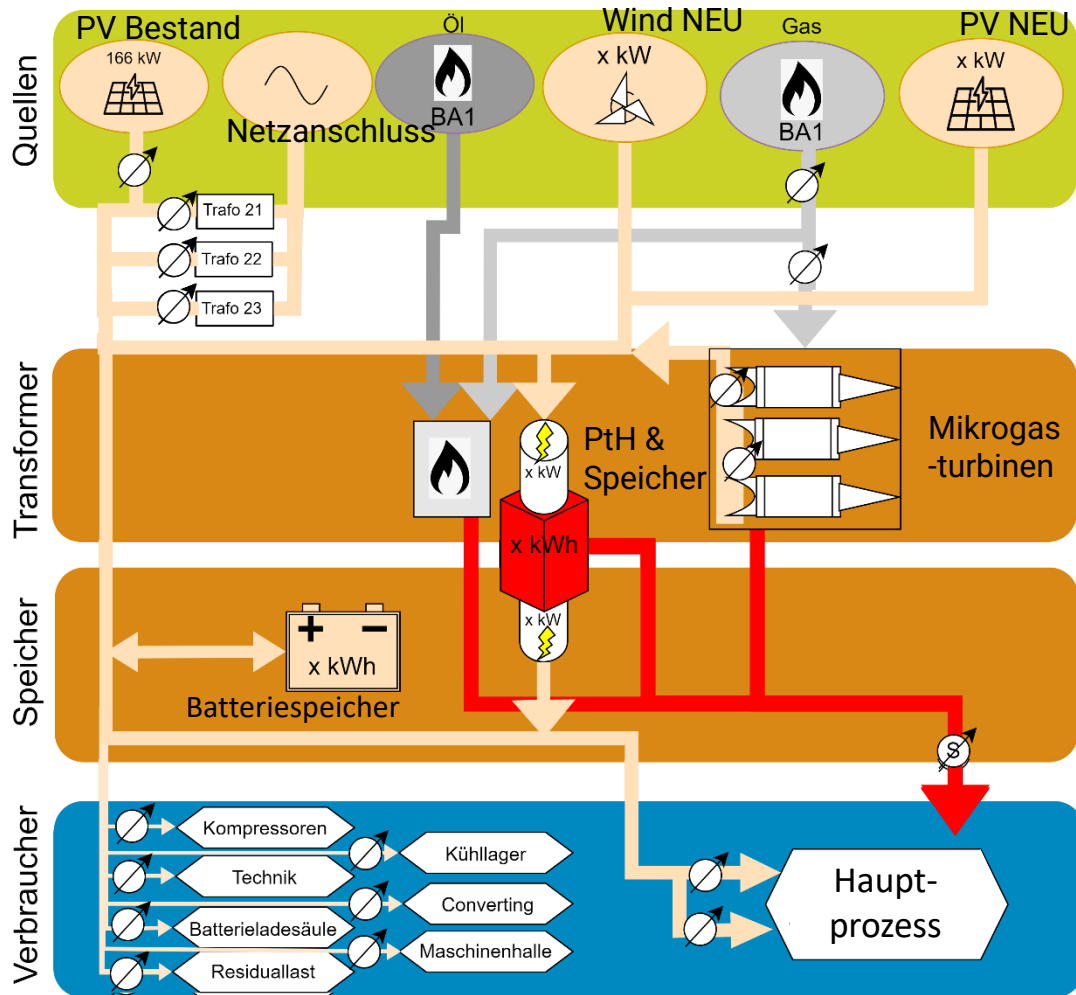 Quellen
PV Bestand
166 kW
Netzanschluss
Öl
BA1
Wind NEU
x kW
Gas
BA1
PV NEU
x kW
Trafo 21
Trafo 22
Trafo 23
Transformer
x kW
PtH &
Speicher
x kWh
Mikrogas
-turbinen
Speicher
+ −
x kWh
Batteriespeicher
x kW
S
Verbraucher
Kompressoren
Kühllager
Technik
Converting
Batterieladesäule
Maschinenhalle
Residuallast
Haupt-
prozess